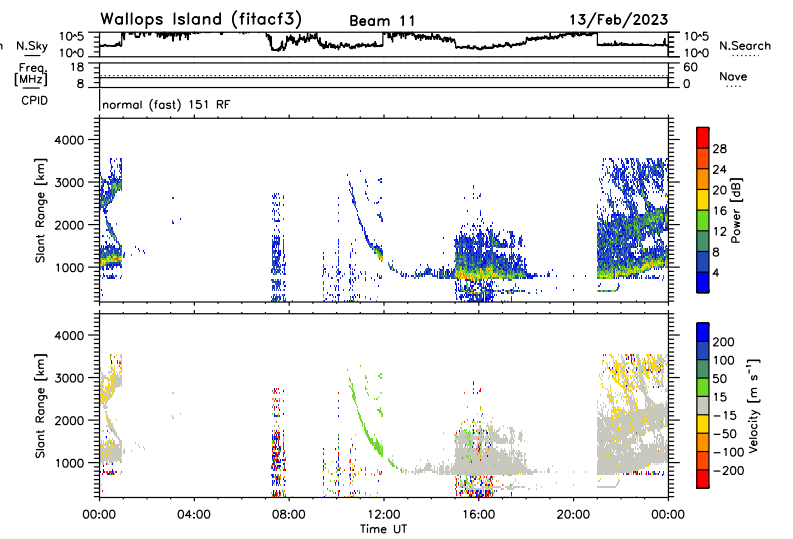 Wallops Island (fitacf3) Beam 11 13/Feb/2023
n N.Sky 10^5 10^0 10^5 10^0 N.Search
Freq. [MHz] 18 8 60 0 Nave
CPID normal (fast) 151 RF
Slant Range [km]
4000
3000
2000
1000
28
24
20
16
12
8
4
Power [dB]
Slant Range [km]
4000
3000
2000
1000
200
100
50
15
-15
-50
-100
-200
Velocity [m s⁻¹]
00:00 04:00 08:00 12:00 16:00 20:00 00:00
Time UT